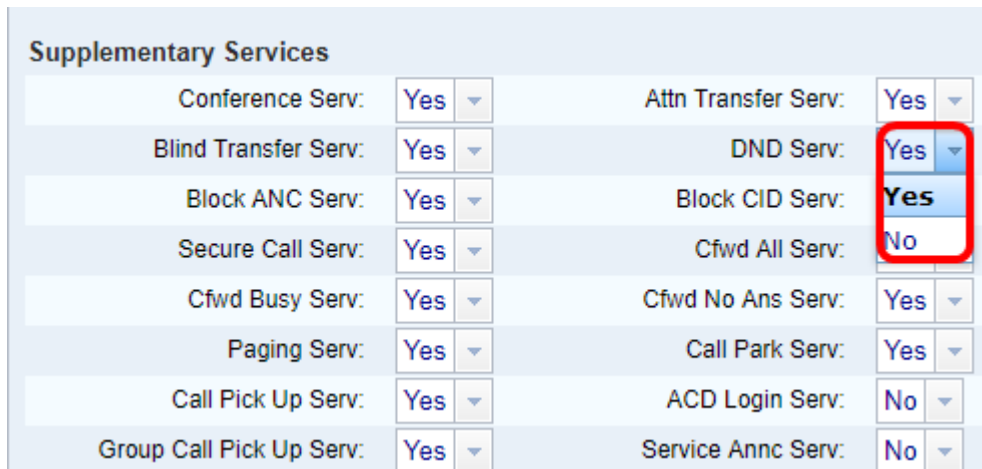 Supplementary Services
Conference Serv: Yes Attn Transfer Serv: Yes
Blind Transfer Serv: Yes DND Serv: Yes
Block ANC Serv: Yes Block CID Serv: Yes
Secure Call Serv: Yes Cfwd All Serv: No
Cfwd Busy Serv: Yes Cfwd No Ans Serv: Yes
Paging Serv: Yes Call Park Serv: Yes
Call Pick Up Serv: Yes ACD Login Serv: No
Group Call Pick Up Serv: Yes Service Annc Serv: No